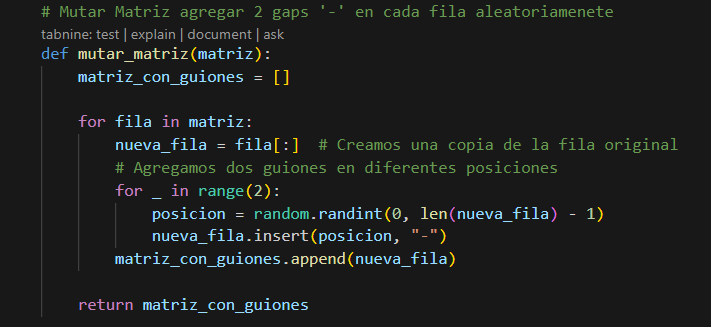 # Mutar Matriz agregar 2 gaps '-' en cada fila aleatoriamenete
tabnine: test | explain | document | ask
def mutar_matriz(matriz):
    matriz_con_guiones = []
    for fila in matriz:
        nueva_fila = fila[:]  # Creamos una copia de la fila original
        # Agregamos dos guiones en diferentes posiciones
        for _ in range(2):
            posicion = random.randint(0, len(nueva_fila) - 1)
            nueva_fila.insert(posicion, "-")
        matriz_con_guiones.append(nueva_fila)
    return matriz_con_guiones